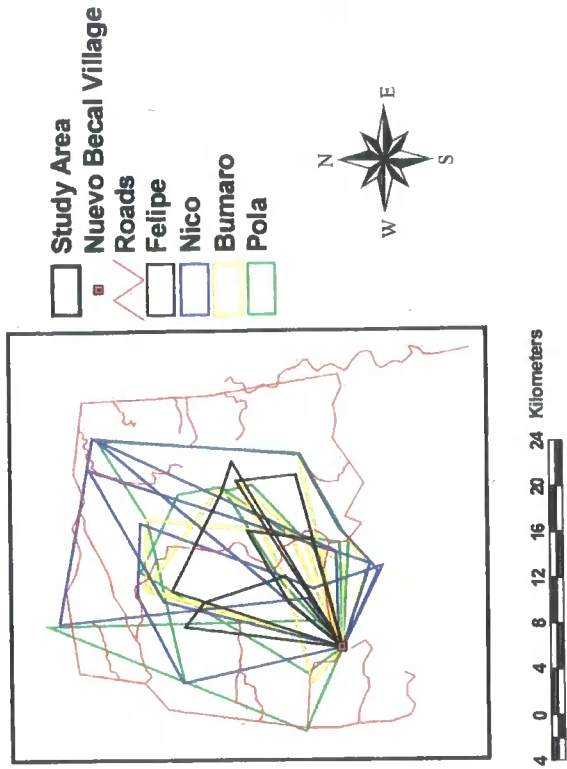 Study Area
Nuevo Becal Village
Roads
Felipe
Nico
Bumaro
Pola
N
W
E
S
4 0 4 8 12 16 20 24 Kilometers